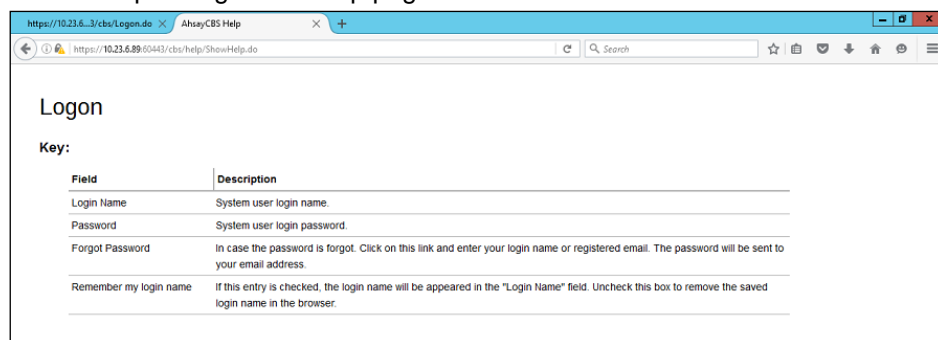 https://10.23.6...3/cbs/Logon.do
AhsayCBS Help
https://10.23.6.89:60443/cbs/help/ShowHelp.do
Search
Logon
Key:
Field Description
Login Name System user login name.
Password System user login password.
Forgot Password In case the password is forgot. Click on this link and enter your login name or registered email. The password will be sent to
your email address.
Remember my login name If this entry is checked, the login name will be appeared in the "Login Name" field. Uncheck this box to remove the saved
login name in the browser.